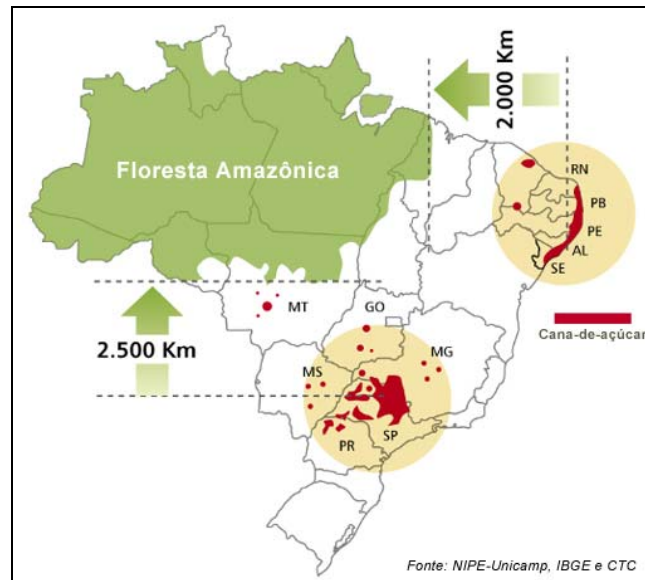 2.000 Km
Floresta Amazônica
RN
PB
PE
AL
SE
MT
GO
Cana-de-açúcar
2.500 Km
MS
MG
PR
SP
Fonte: NIPE-Unicamp, IBGE e CTC